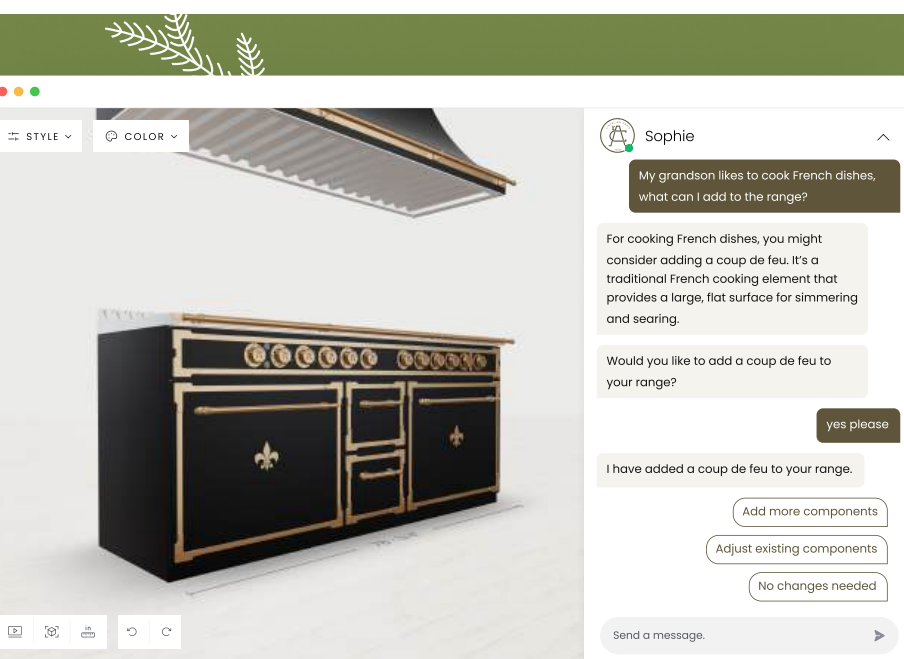 STYLE
COLOR
Sophie
My grandson likes to cook French dishes,
what can I add to the range?
For cooking French dishes, you might
consider adding a coup de feu. It's a
traditional French cooking element that
provides a large, flat surface for simmering
and searing.
Would you like to add a coup de feu to
your range?
yes please
I have added a coup de feu to your range.
Add more components
Adjust existing components
No changes needed
in
Send a message.